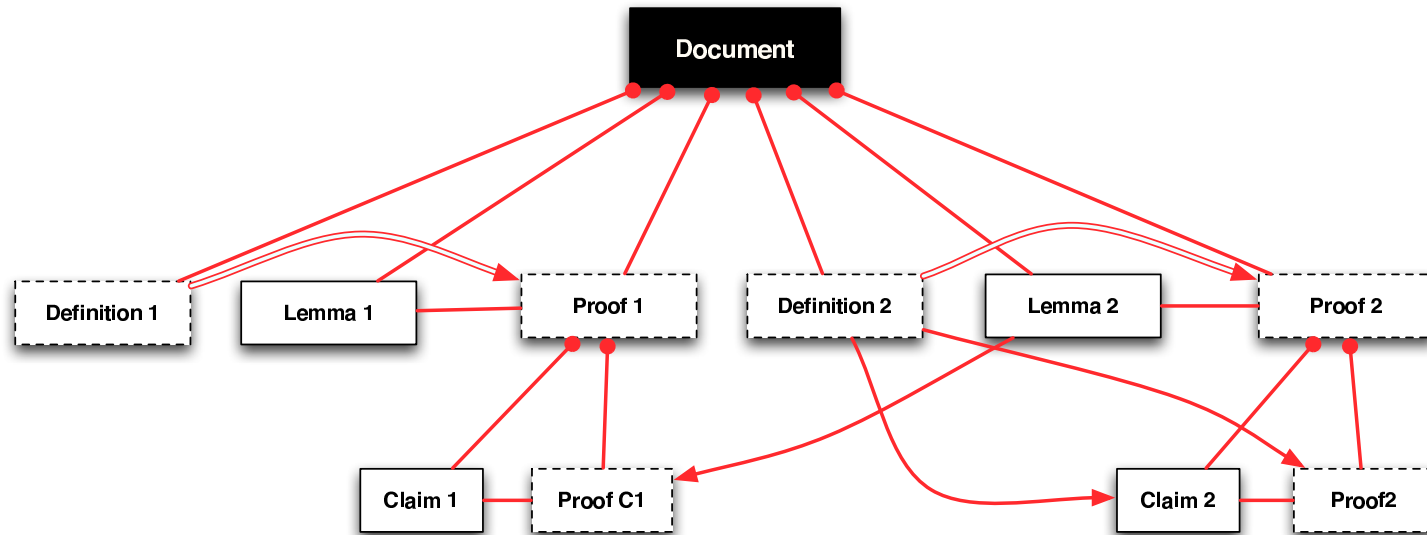 Document
Definition 1
Lemma 1
Proof 1
Definition 2
Lemma 2
Proof 2
Claim 1
Proof C1
Claim 2
Proof2